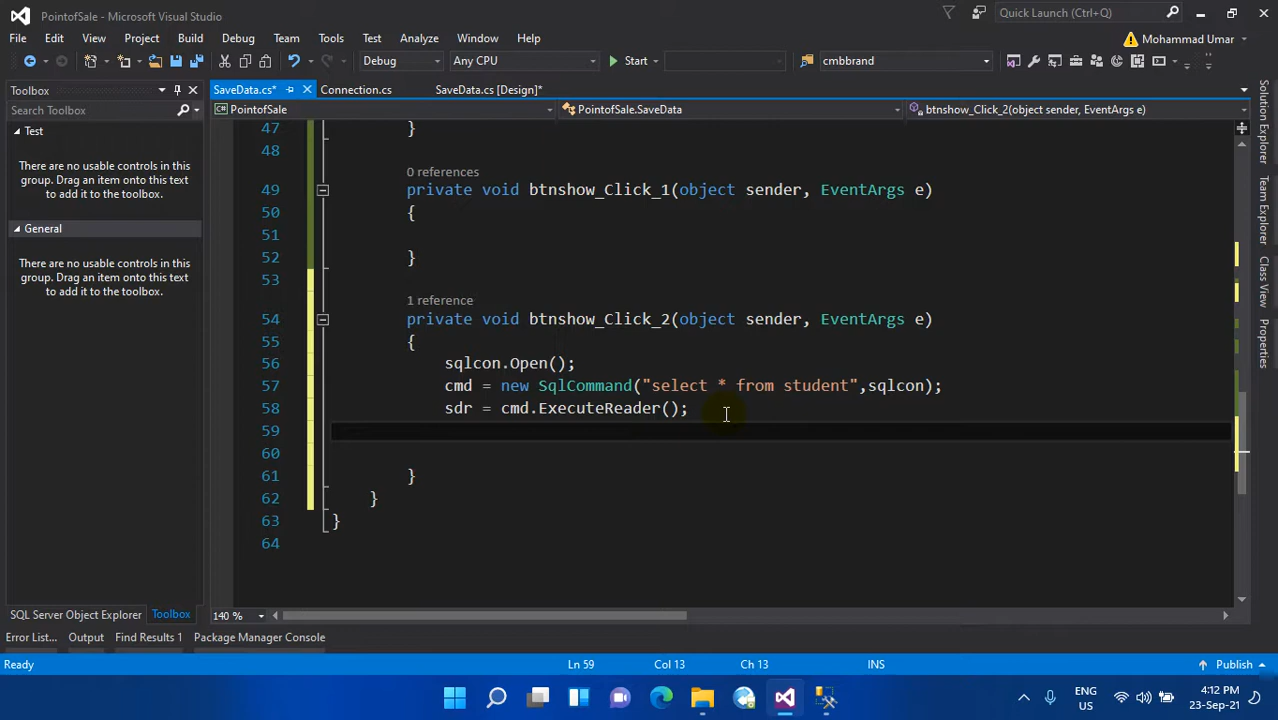 PointofSale - Microsoft Visual Studio
Quick Launch (Ctrl+Q)
File Edit View Project Build Debug Team Tools Test Analyze Window Help
Mohammad Umar
Debug Any CPU Start cmbbrand
Toolbox
SaveData.cs* Connection.cs SaveData.cs [Design]*
Search Toolbox
PointofSale PointofSale.SaveData btnshow_Click_2(object sender, EventArgs e)
Test
There are no usable controls in this
group. Drag an item onto this text
to add it to the toolbox.
General
There are no usable controls in this
group. Drag an item onto this text
to add it to the toolbox.
47 }
48
0 references
49 private void btnshow_Click_1(object sender, EventArgs e)
50 {
51
52 }
53
1 reference
54 private void btnshow_Click_2(object sender, EventArgs e)
55 {
56 sqlcon.Open();
57 cmd = new SqlCommand("select * from student",sqlcon);
58 sdr = cmd.ExecuteReader();
59
60
61 }
62 }
63 }
64
Solution Explorer
Team Explorer
Class View
Properties
SQL Server Object Explorer Toolbox
140 %
Error List... Output Find Results 1 Package Manager Console
Ready Ln 59 Col 13 Ch 13 INS Publish
ENG
US
4:12 PM
23-Sep-21